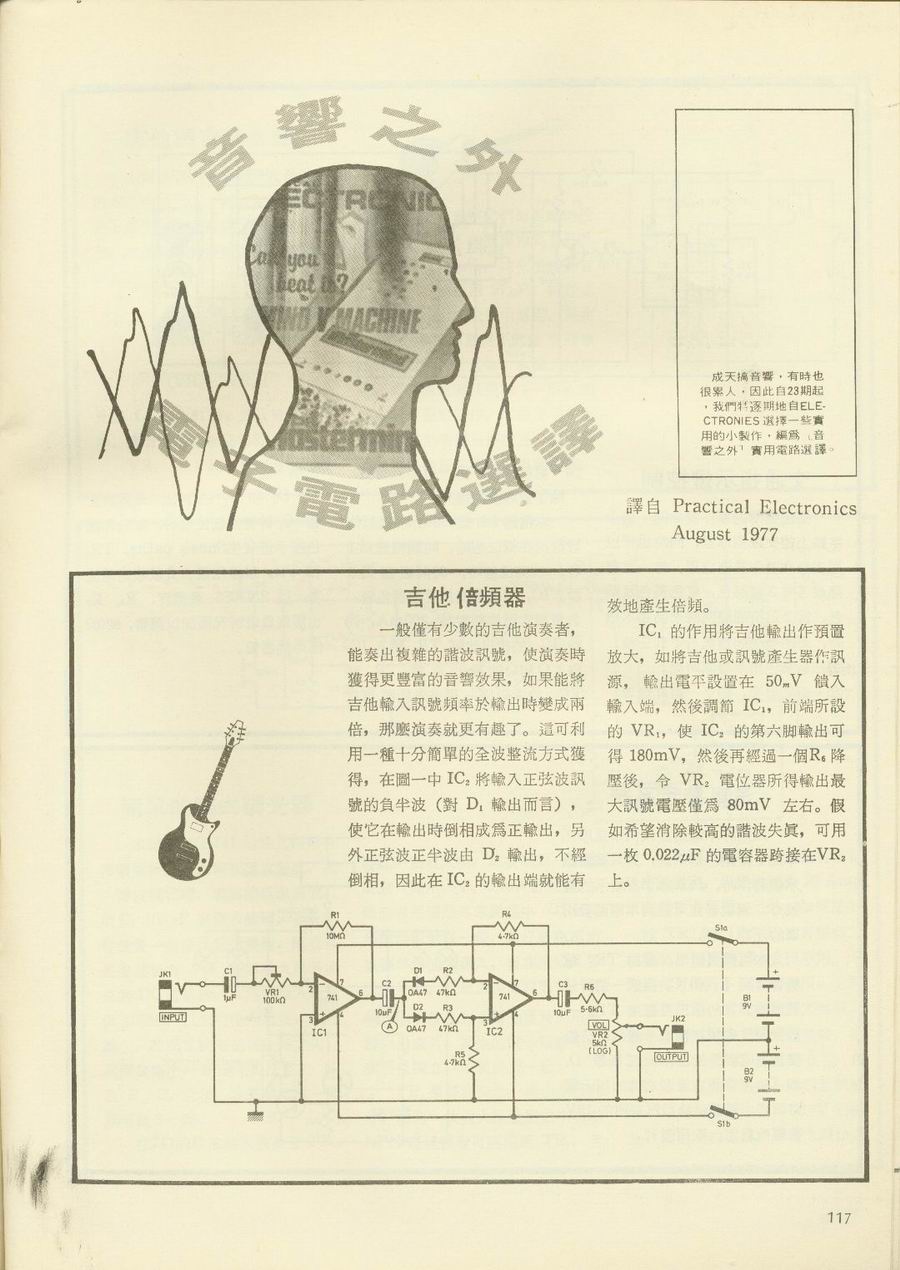 音響之外
ECTRONIC
Can you
beat it?
MIND V MACHINE
電子電路選譯
成天搞音響,有時也
很累人,因此自23期起
,我們特逐期地自ELE-
CTRONIES選擇一些實
用的小製作,編爲「音
響之外」實用電路選譯。
譯自 Practical Electronics
August 1977
吉他倍頻器
一般僅有少數的吉他演奏者,
能奏出複雜的諧波訊號,使演奏時
獲得更豐富的音響效果,如果能將
吉他輸入訊號頻率於輸出時變成兩
倍,那麽演奏就更有趣了。這可利
用一種十分簡單的全波整流方式獲
得,在圖一中 IC₂ 將輸入正弦波訊
號的負半波(對 D₁ 輸出而言),
使它在輸出時倒相成爲正輸出,另
外正弦波正半波由 D₂ 輸出,不經
倒相,因此在 IC₂ 的輸出端就能有
效地產生倍頻。
IC₁ 的作用將吉他輸出作預置
放大,如將吉他或訊號產生器作訊
源,輸出電平設置在 50mV 饋入
輸入端,然後調節 IC₁,前端所設
的 VR₁,使 IC₂ 的第六脚輸出可
得 180mV,然後再經過一個R₆ 降
壓後,令 VR₂ 電位器所得輸出最
大訊號電壓僅爲 80mV 左右。假
如希望消除較高的諧波失眞,可用
一枚 0.022μF 的電容器跨接在VR₂
上。
JK1
INPUT
C1
1μF
VR1
100kΩ
R1
10MΩ
2
3
7
4
6
741
IC1
C2
10μF
A
D1
OA47
D2
OA47
R2
47kΩ
R3
47kΩ
R5
4·7kΩ
R4
4·7kΩ
2
3
7
4
6
741
IC2
C3
10μF
R6
5·6kΩ
VOL
VR2
5kΩ
(LOG)
JK2
OUTPUT
S1a
S1b
+
B1
9V
+
B2
9V
117